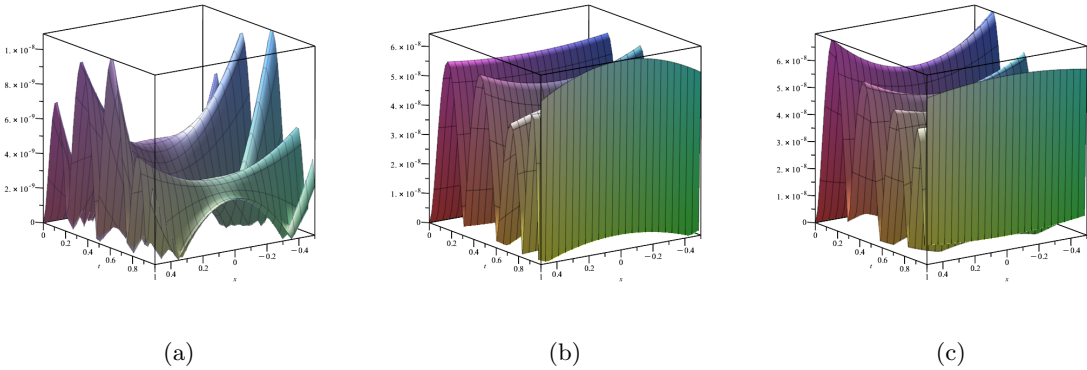 1. × 10⁻⁸
8. × 10⁻⁹
6. × 10⁻⁹
4. × 10⁻⁹
2. × 10⁻⁹
0
0 0.2 0.4 0.6 0.8 1
t
0.4 0.2 0 −0.2 −0.4
x
6. × 10⁻⁸
5. × 10⁻⁸
4. × 10⁻⁸
3. × 10⁻⁸
2. × 10⁻⁸
1. × 10⁻⁸
0
0 0.2 0.4 0.6 0.8 1
t
0.4 0.2 0 −0.2 −0.4
x
6. × 10⁻⁸
5. × 10⁻⁸
4. × 10⁻⁸
3. × 10⁻⁸
2. × 10⁻⁸
1. × 10⁻⁸
0
0 0.2 0.4 0.6 0.8 1
t
0.4 0.2 0 −0.2 −0.4
x
(a) (b) (c)